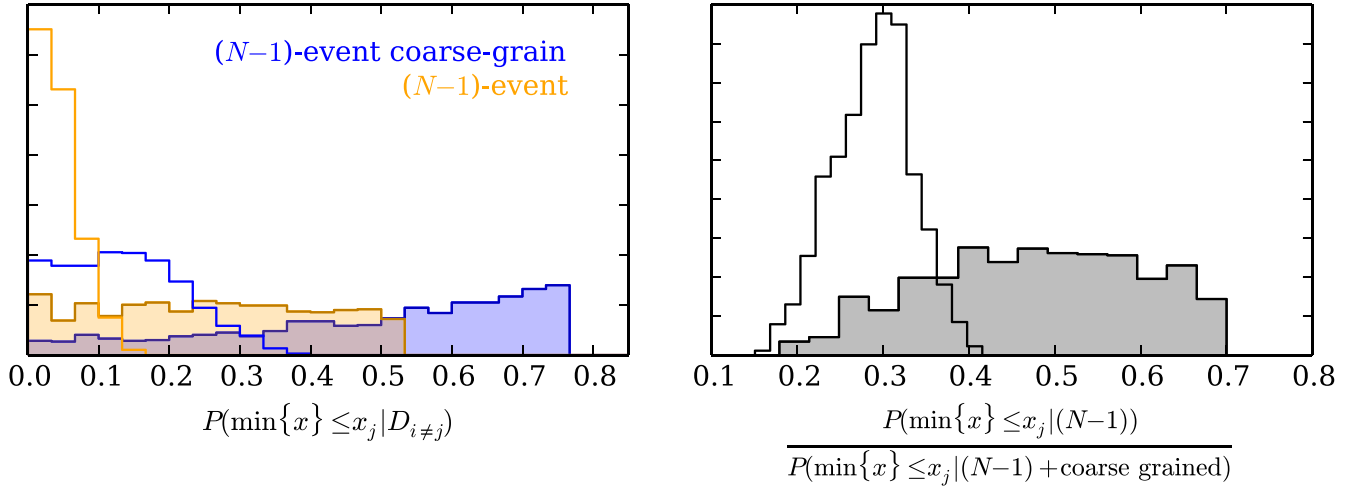 (N−1)-event coarse-grain
(N−1)-event
0.0 0.1 0.2 0.3 0.4 0.5 0.6 0.7 0.8
P(min{x} ≤x_j|D_{i≠j})
0.1 0.2 0.3 0.4 0.5 0.6 0.7 0.8
P(min{x} ≤x_j|(N−1))
P(min{x} ≤x_j|(N−1)+coarse grained)